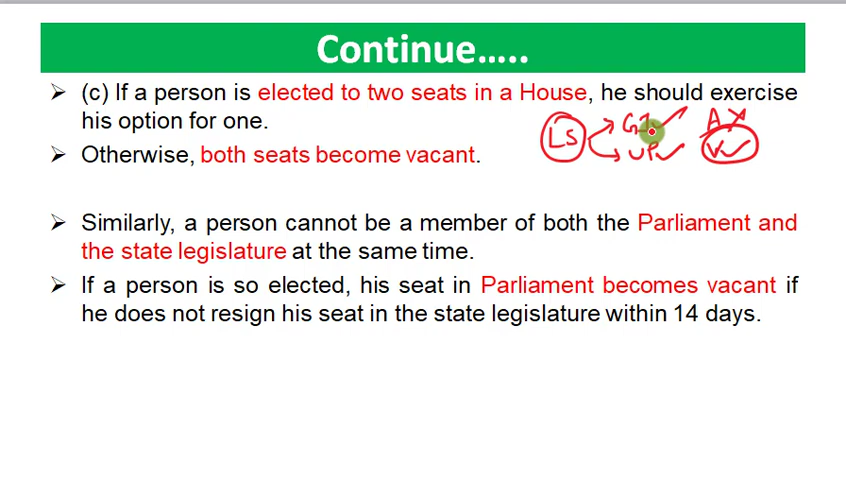 Continue.....
➢ (c) If a person is elected to two seats in a House, he should exercise
his option for one.
➢ Otherwise, both seats become vacant.
LS
UP
➢ Similarly, a person cannot be a member of both the Parliament and
the state legislature at the same time.
➢ If a person is so elected, his seat in Parliament becomes vacant if
he does not resign his seat in the state legislature within 14 days.